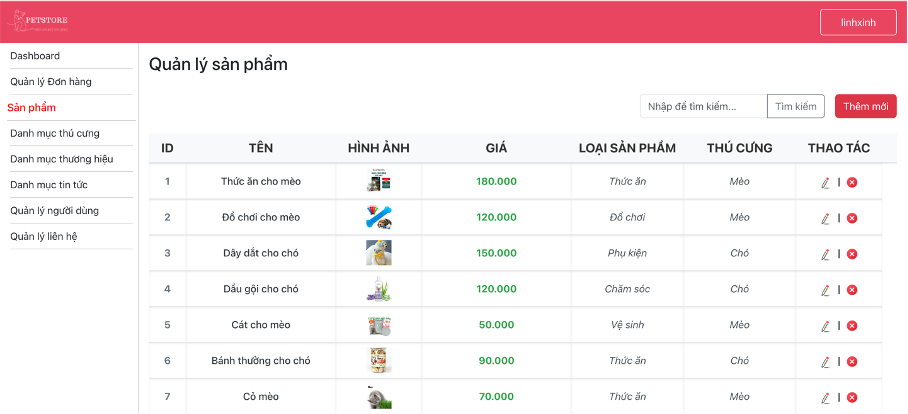 PETSTORE
linhxinh
Dashboard
Quản lý Đơn hàng
Sản phẩm
Danh mục thú cưng
Danh mục thương hiệu
Danh mục tin tức
Quản lý người dùng
Quản lý liên hệ
Quản lý sản phẩm
Nhập để tìm kiếm... Tìm kiếm Thêm mới
ID TÊN HÌNH ẢNH GIÁ LOẠI SẢN PHẨM THÚ CƯNG THAO TÁC
1 Thức ăn cho mèo 180.000 Thức ăn Mèo |
2 Đồ chơi cho mèo 120.000 Đồ chơi Mèo |
3 Dây dắt cho chó 150.000 Phụ kiện Chó |
4 Dầu gội cho chó 120.000 Chăm sóc Chó |
5 Cát cho mèo 50.000 Vệ sinh Mèo |
6 Bánh thưởng cho chó 90.000 Thức ăn Chó |
7 Cỏ mèo 70.000 Thức ăn Mèo |